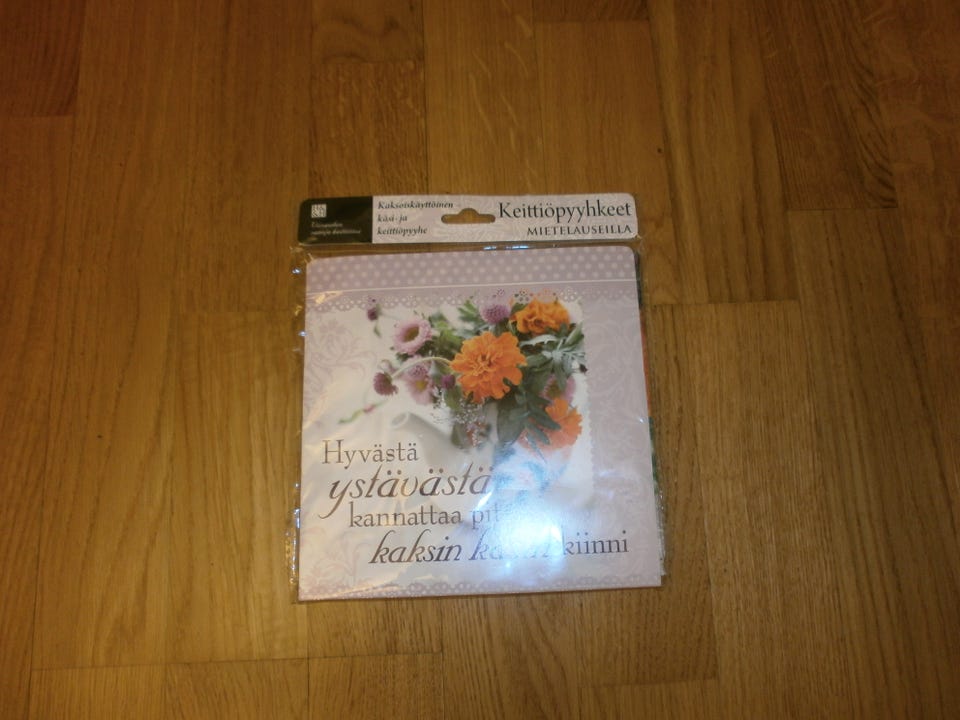 Kaksoiskäyttöinen
käsi- ja
keittiöpyyhe
Keittiöpyyhkeet
MIETELAUSEILLA
Hyvästä
ystävästä
kannattaa
kaksin kiinni